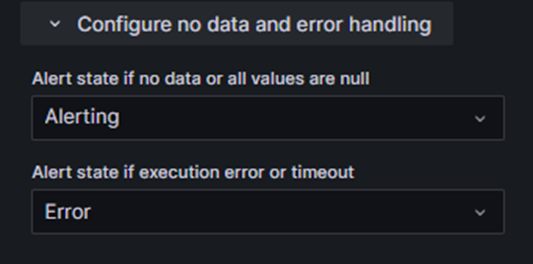 Configure no data and error handling
Alert state if no data or all values are null
Alerting
Alert state if execution error or timeout
Error